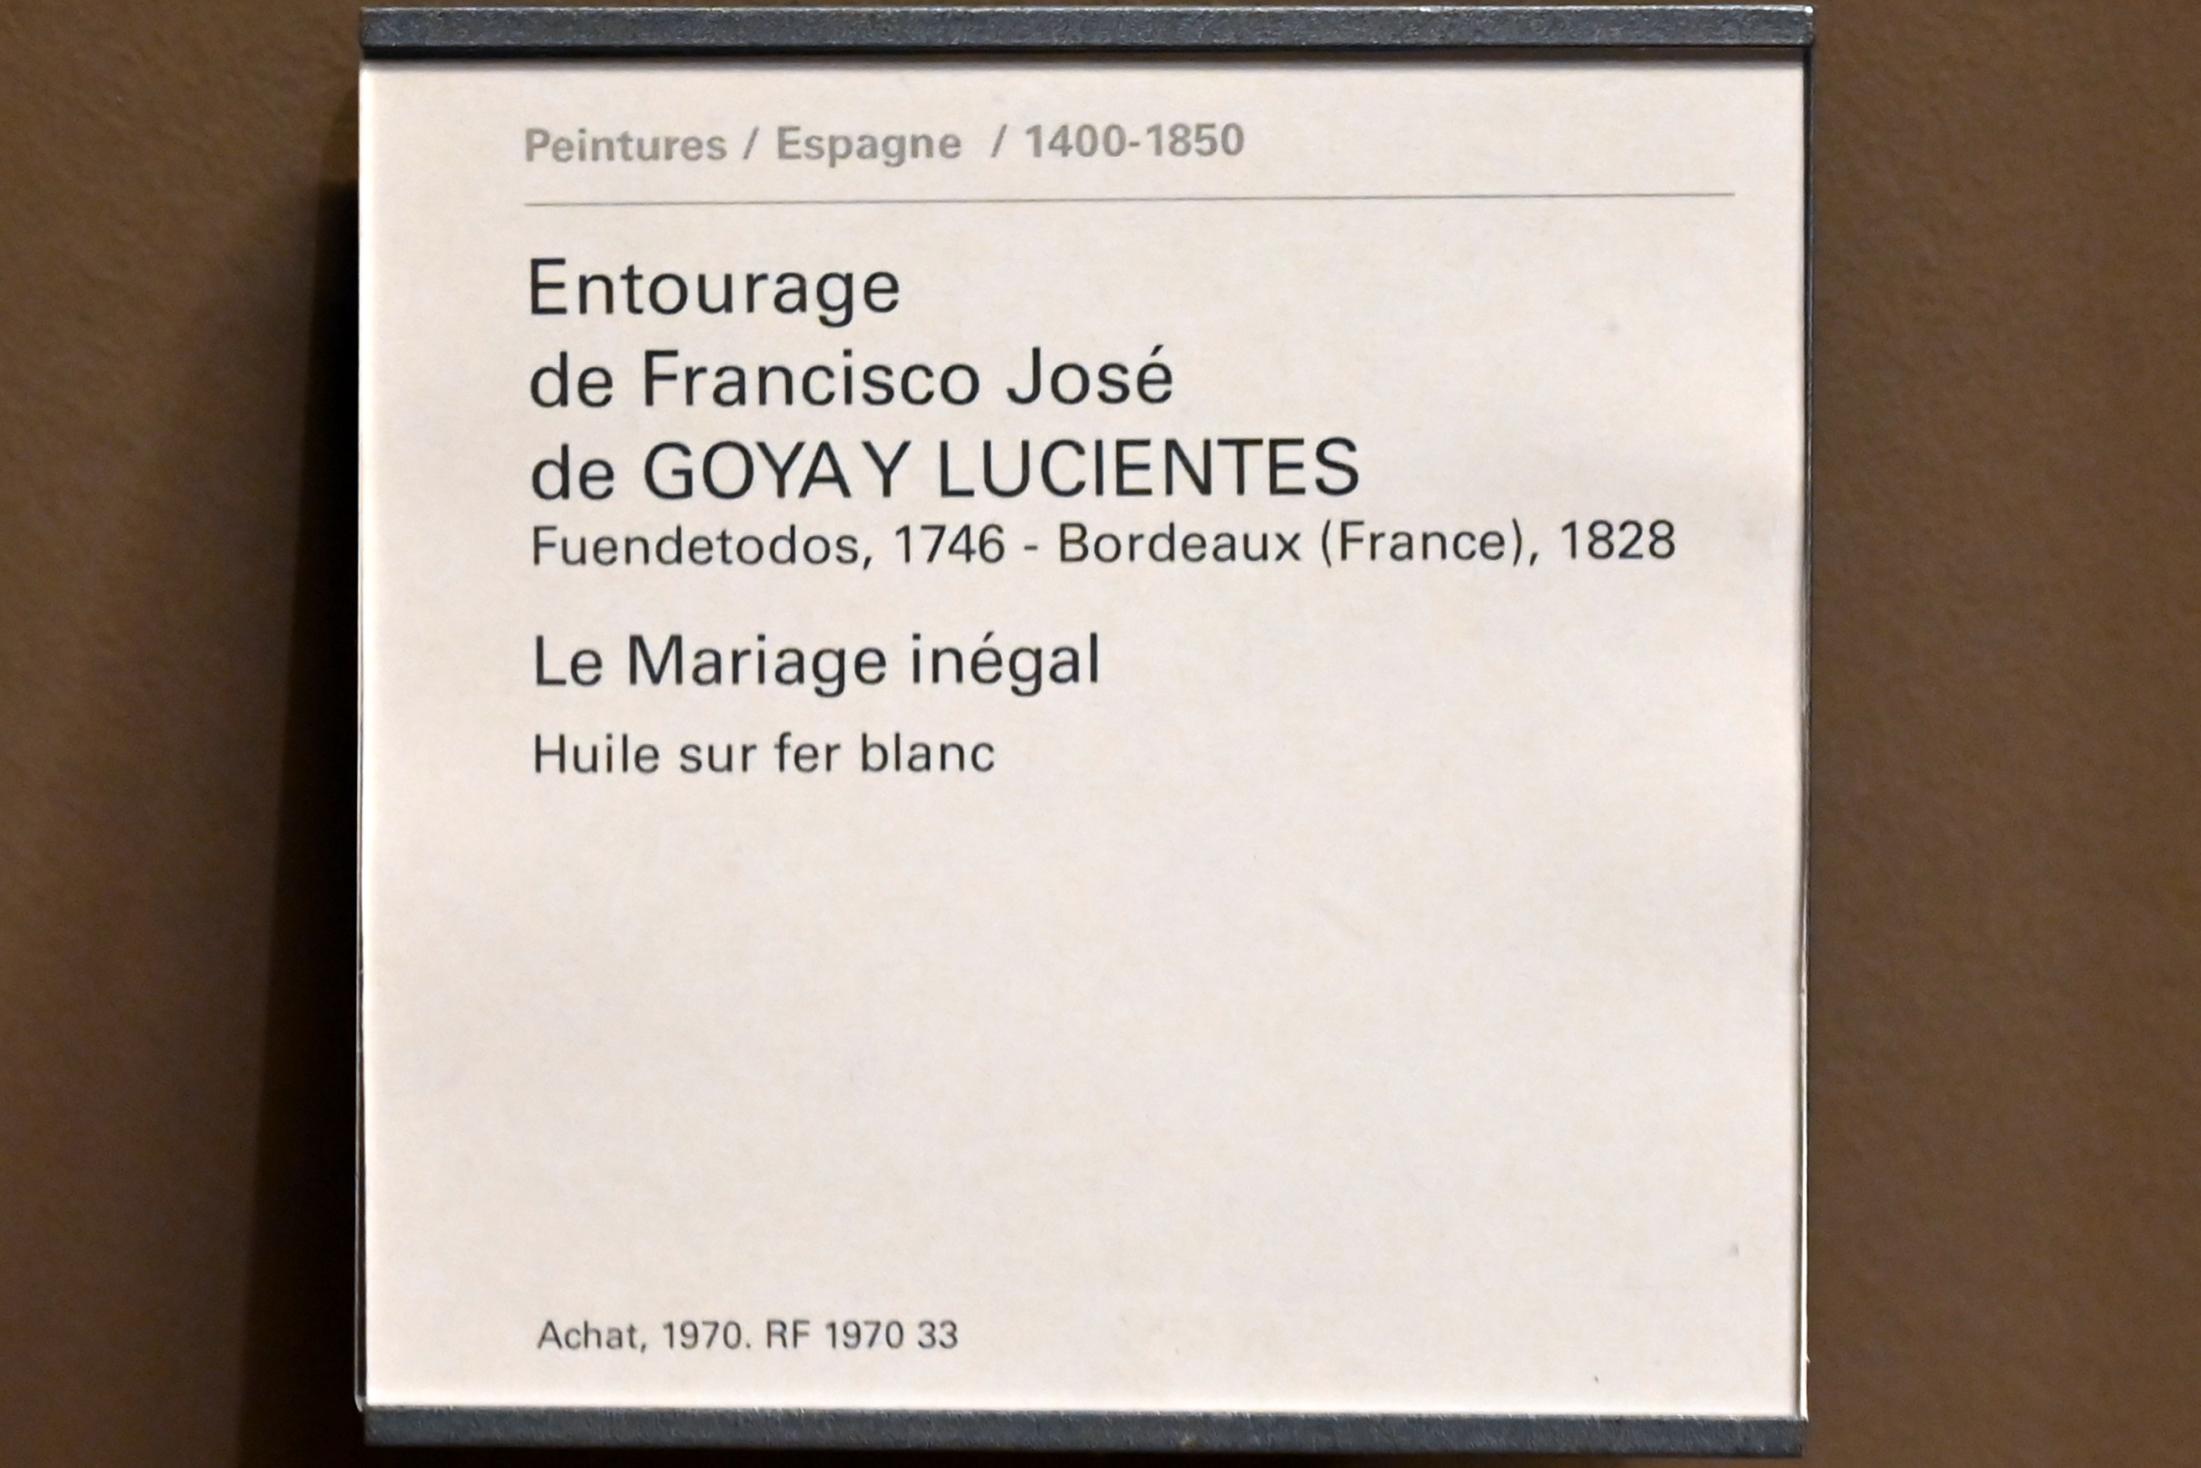 Peintures / Espagne / 1400-1850
Entourage
de Francisco José
de GOYA Y LUCIENTES
Fuendetodos, 1746 - Bordeaux (France), 1828
Le Mariage inégal
Huile sur fer blanc
Achat, 1970. RF 1970 33